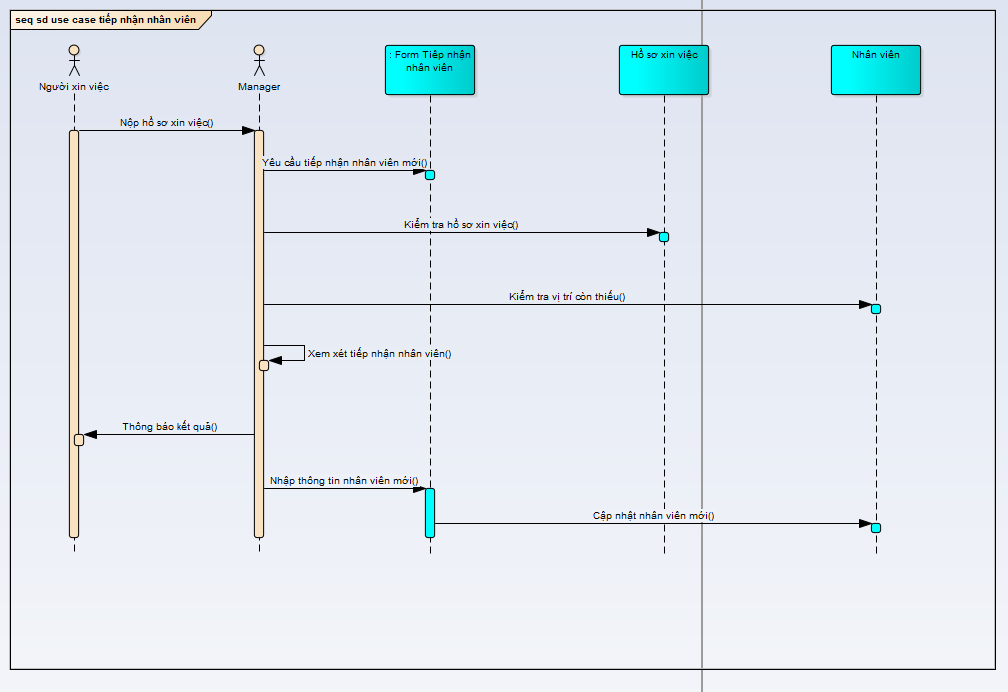 seq sd use case tiếp nhận nhân viên
Người xin việc
Manager
: Form Tiếp nhận
nhân viên
Hồ sơ xin việc
Nhân viên
Nộp hồ sơ xin việc()
Yêu cầu tiếp nhận nhân viên mới()
Kiểm tra hồ sơ xin việc()
Kiểm tra vị trí còn thiếu()
Xem xét tiếp nhận nhân viên()
Thông báo kết quả()
Nhập thông tin nhân viên mới()
Cập nhật nhân viên mới()